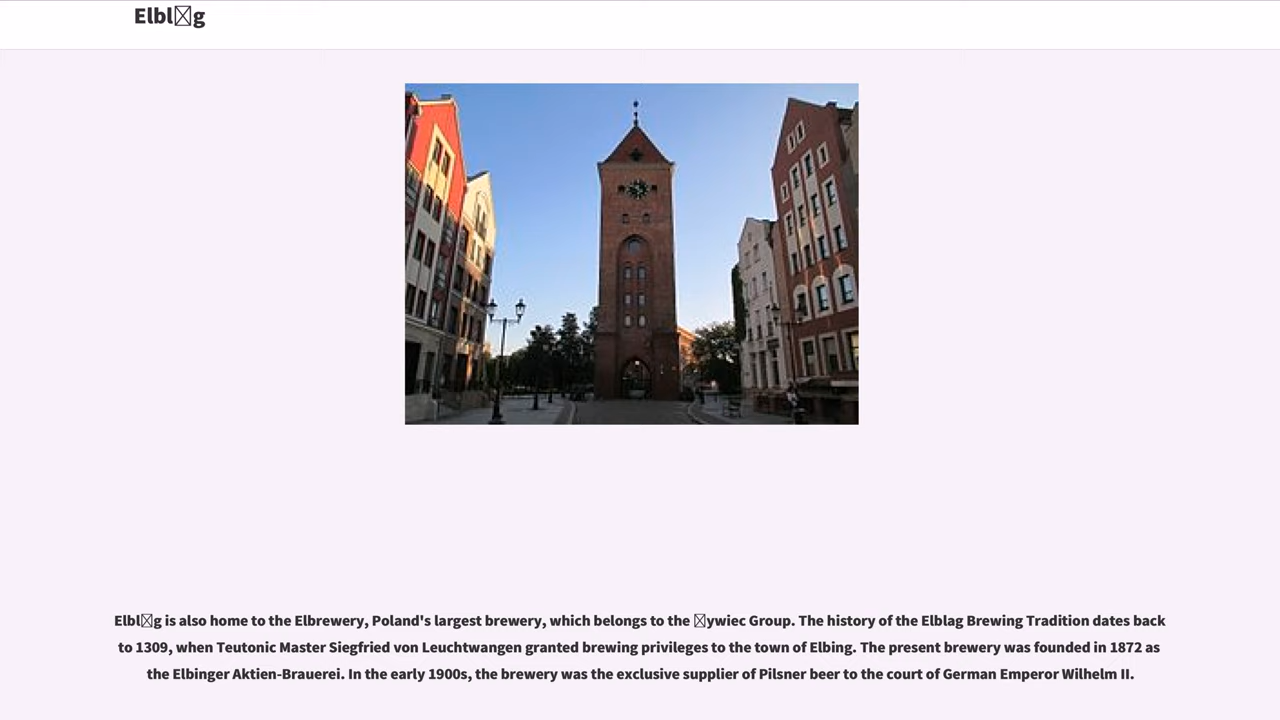 Elbl☒g
Elbl☒g is also home to the Elbrewery, Poland's largest brewery, which belongs to the ☒ywiec Group. The history of the Elblag Brewing Tradition dates back
to 1309, when Teutonic Master Siegfried von Leuchtwangen granted brewing privileges to the town of Elbing. The present brewery was founded in 1872 as
the Elbinger Aktien-Brauerei. In the early 1900s, the brewery was the exclusive supplier of Pilsner beer to the court of German Emperor Wilhelm II.